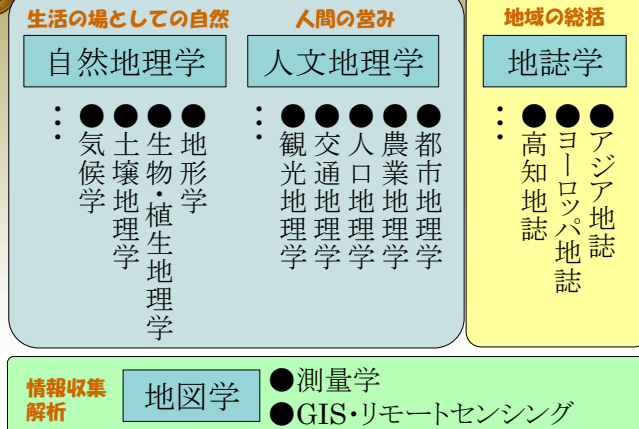 生活の場としての自然
人間の営み
地域の総括
自然地理学
人文地理学
地誌学
●地形学
●生物・植生地理学
●土壌地理学
●気候学
…
●都市地理学
●農業地理学
●人口地理学
●交通地理学
●観光地理学
…
●アジア地誌
●ヨーロッパ地誌
●高知地誌
…
情報収集
解析
地図学
●測量学
●GIS・リモートセンシング